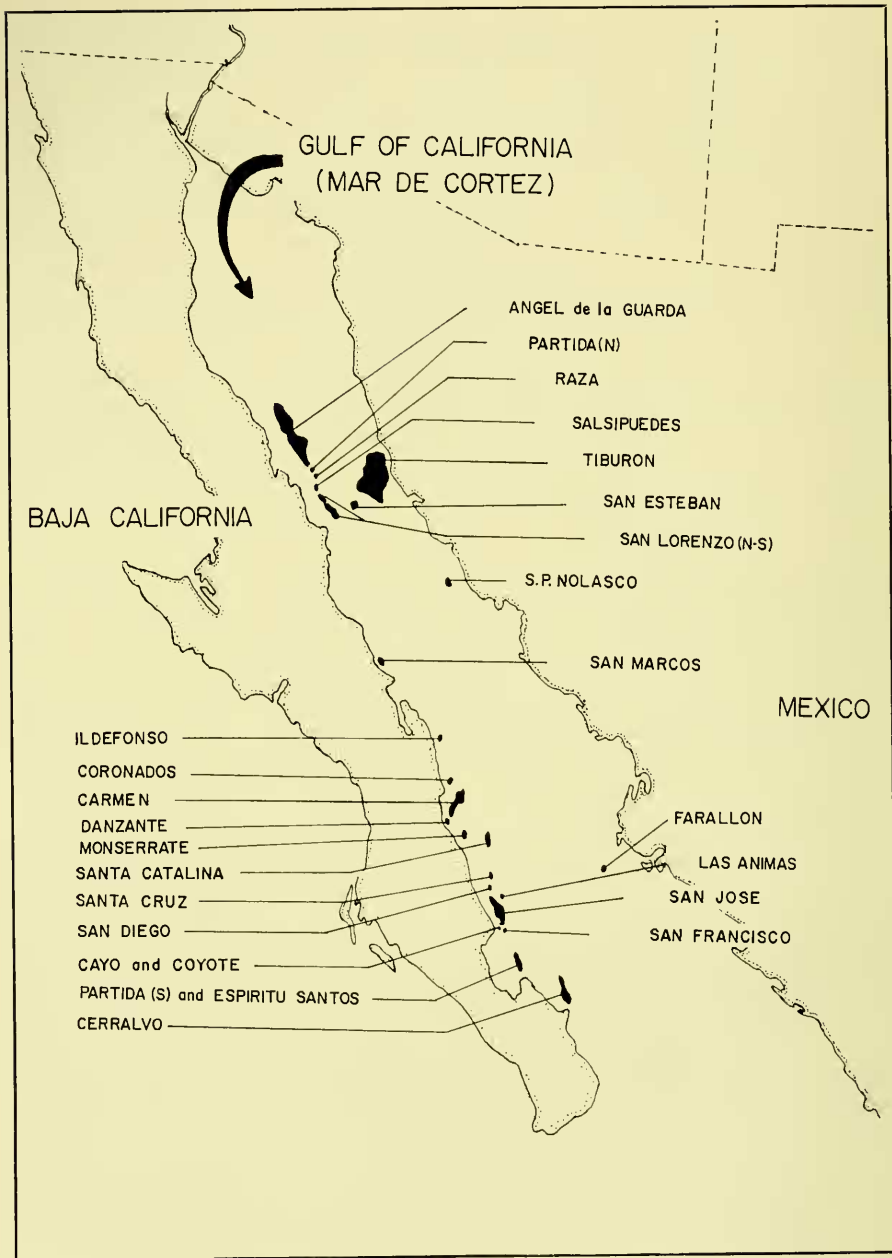 GULF OF CALIFORNIA
(MAR DE CORTEZ)
ANGEL de la GUARDA
PARTIDA(N)
RAZA
SALSIPUEDES
TIBURON
SAN ESTEBAN
SAN LORENZO(N-S)
BAJA CALIFORNIA
S.P. NOLASCO
SAN MARCOS
MEXICO
ILDEFONSO
CORONADOS
CARMEN
DANZANTE
MONSERRATE
SANTA CATALINA
SANTA CRUZ
SAN DIEGO
CAYO and COYOTE
PARTIDA (S) and ESPIRITU SANTOS
CERRALVO
FARALLON
LAS ANIMAS
SAN JOSE
SAN FRANCISCO